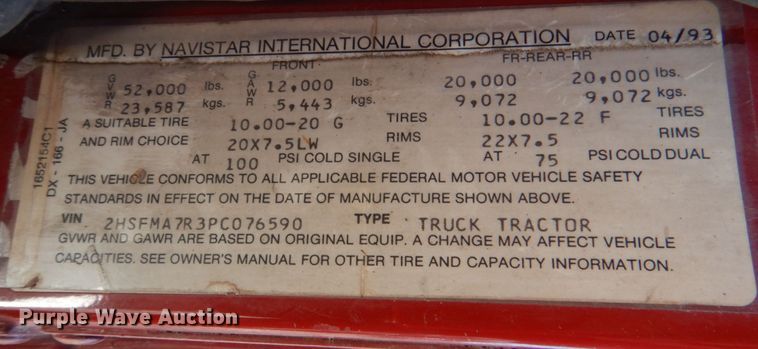 MFD. BY NAVISTAR INTERNATIONAL CORPORATION DATE 04/93
FRONT FR-REAR-RR
GVWR 52,000 lbs. GAWR 12,000 lbs. 20,000 20,000 lbs.
23,587 kgs. 5,443 kgs. 9,072 9,072 kgs.
A SUITABLE TIRE 10.00-20 G TIRES 10.00-22 F TIRES
AND RIM CHOICE 20X7.5LW RIMS 22X7.5 RIMS
AT 100 PSI COLD SINGLE AT 75 PSI COLD DUAL
THIS VEHICLE CONFORMS TO ALL APPLICABLE FEDERAL MOTOR VEHICLE SAFETY
STANDARDS IN EFFECT ON THE DATE OF MANUFACTURE SHOWN ABOVE.
VIN 2HSFMA7R3PC076590 TYPE TRUCK TRACTOR
GVWR AND GAWR ARE BASED ON ORIGINAL EQUIP. A CHANGE MAY AFFECT VEHICLE
CAPACITIES. SEE OWNER'S MANUAL FOR OTHER TIRE AND CAPACITY INFORMATION.
1652154C1
DX - 166 - JA
Purple Wave Auction